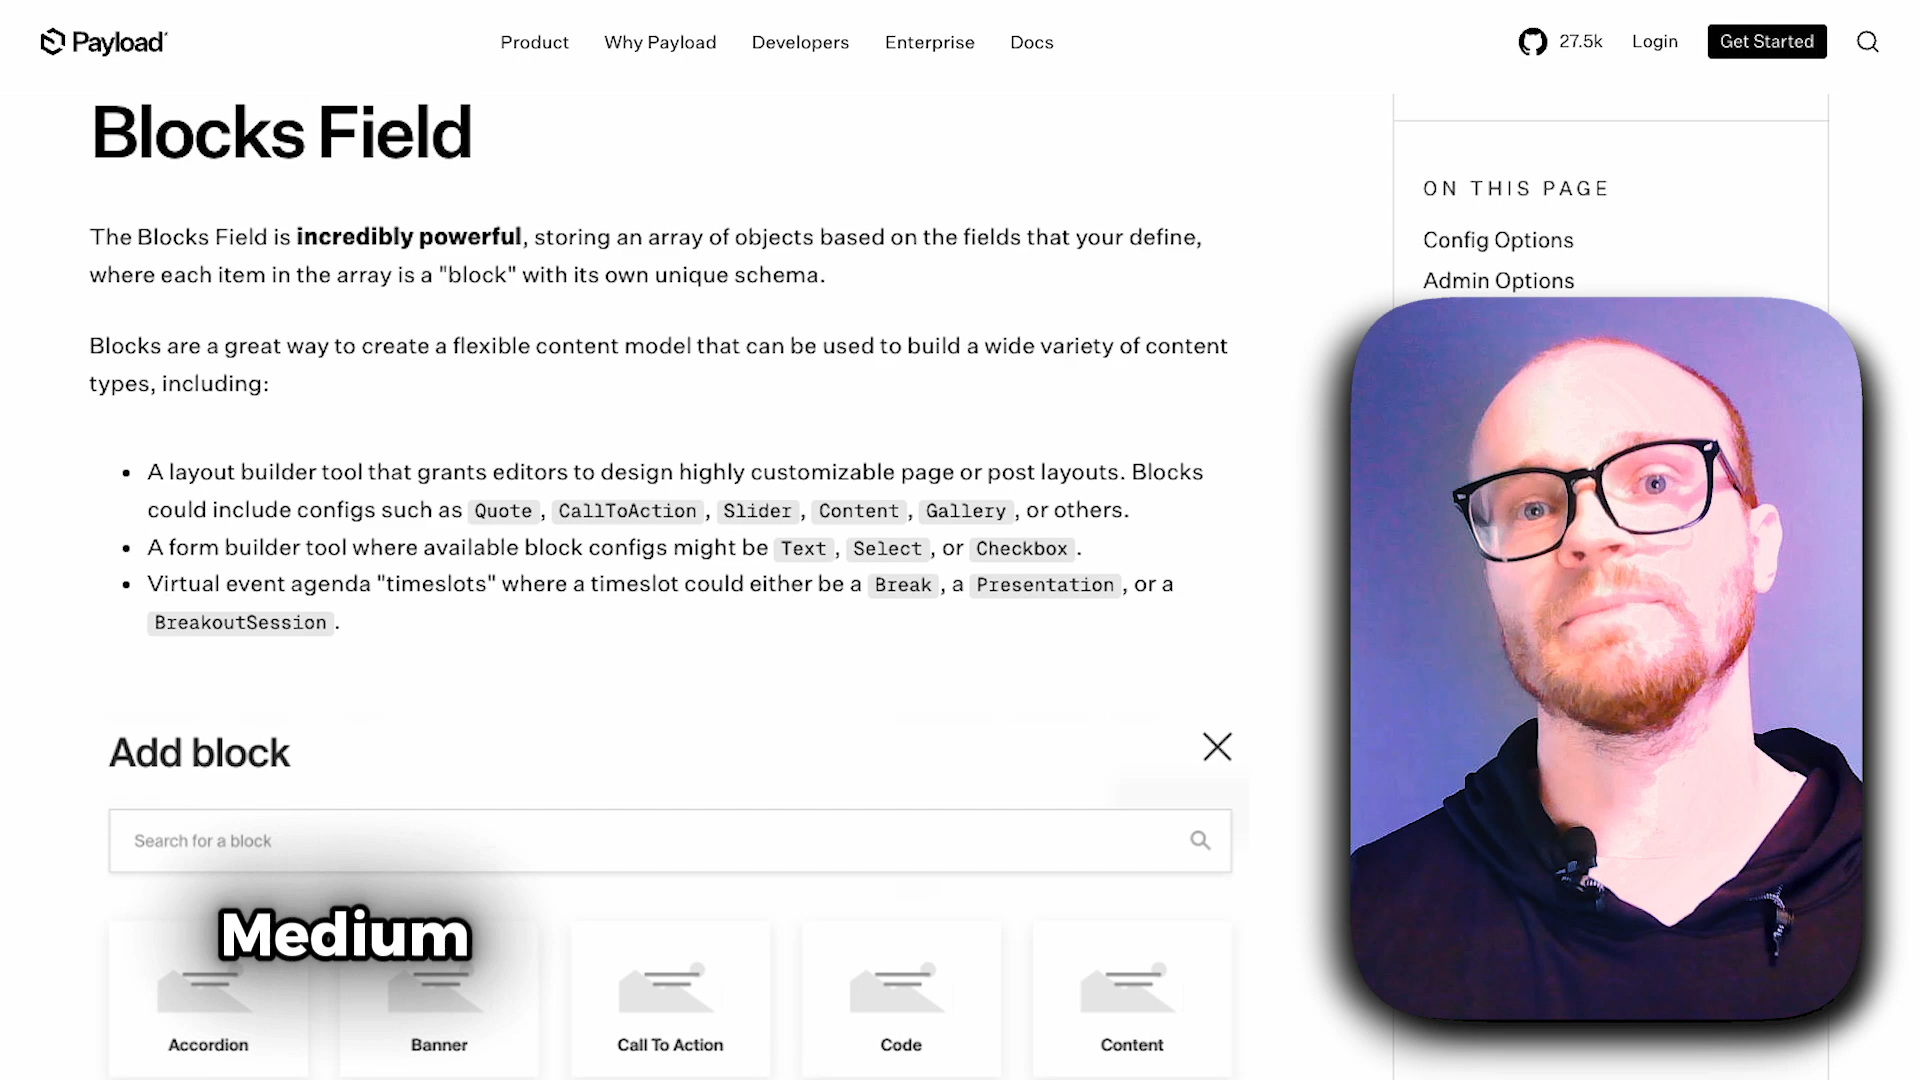 Payload
Product Why Payload Developers Enterprise Docs
27.5k Login Get Started
Blocks Field
The Blocks Field is incredibly powerful, storing an array of objects based on the fields that your define,
where each item in the array is a "block" with its own unique schema.
Blocks are a great way to create a flexible content model that can be used to build a wide variety of content
types, including:
• A layout builder tool that grants editors to design highly customizable page or post layouts. Blocks
could include configs such as Quote, CallToAction, Slider, Content, Gallery, or others.
• A form builder tool where available block configs might be Text, Select, or Checkbox.
• Virtual event agenda "timeslots" where a timeslot could either be a Break, a Presentation, or a
BreakoutSession.
ON THIS PAGE
Config Options
Admin Options
Add block
Search for a block
Medium
Accordion Banner Call To Action Code Content